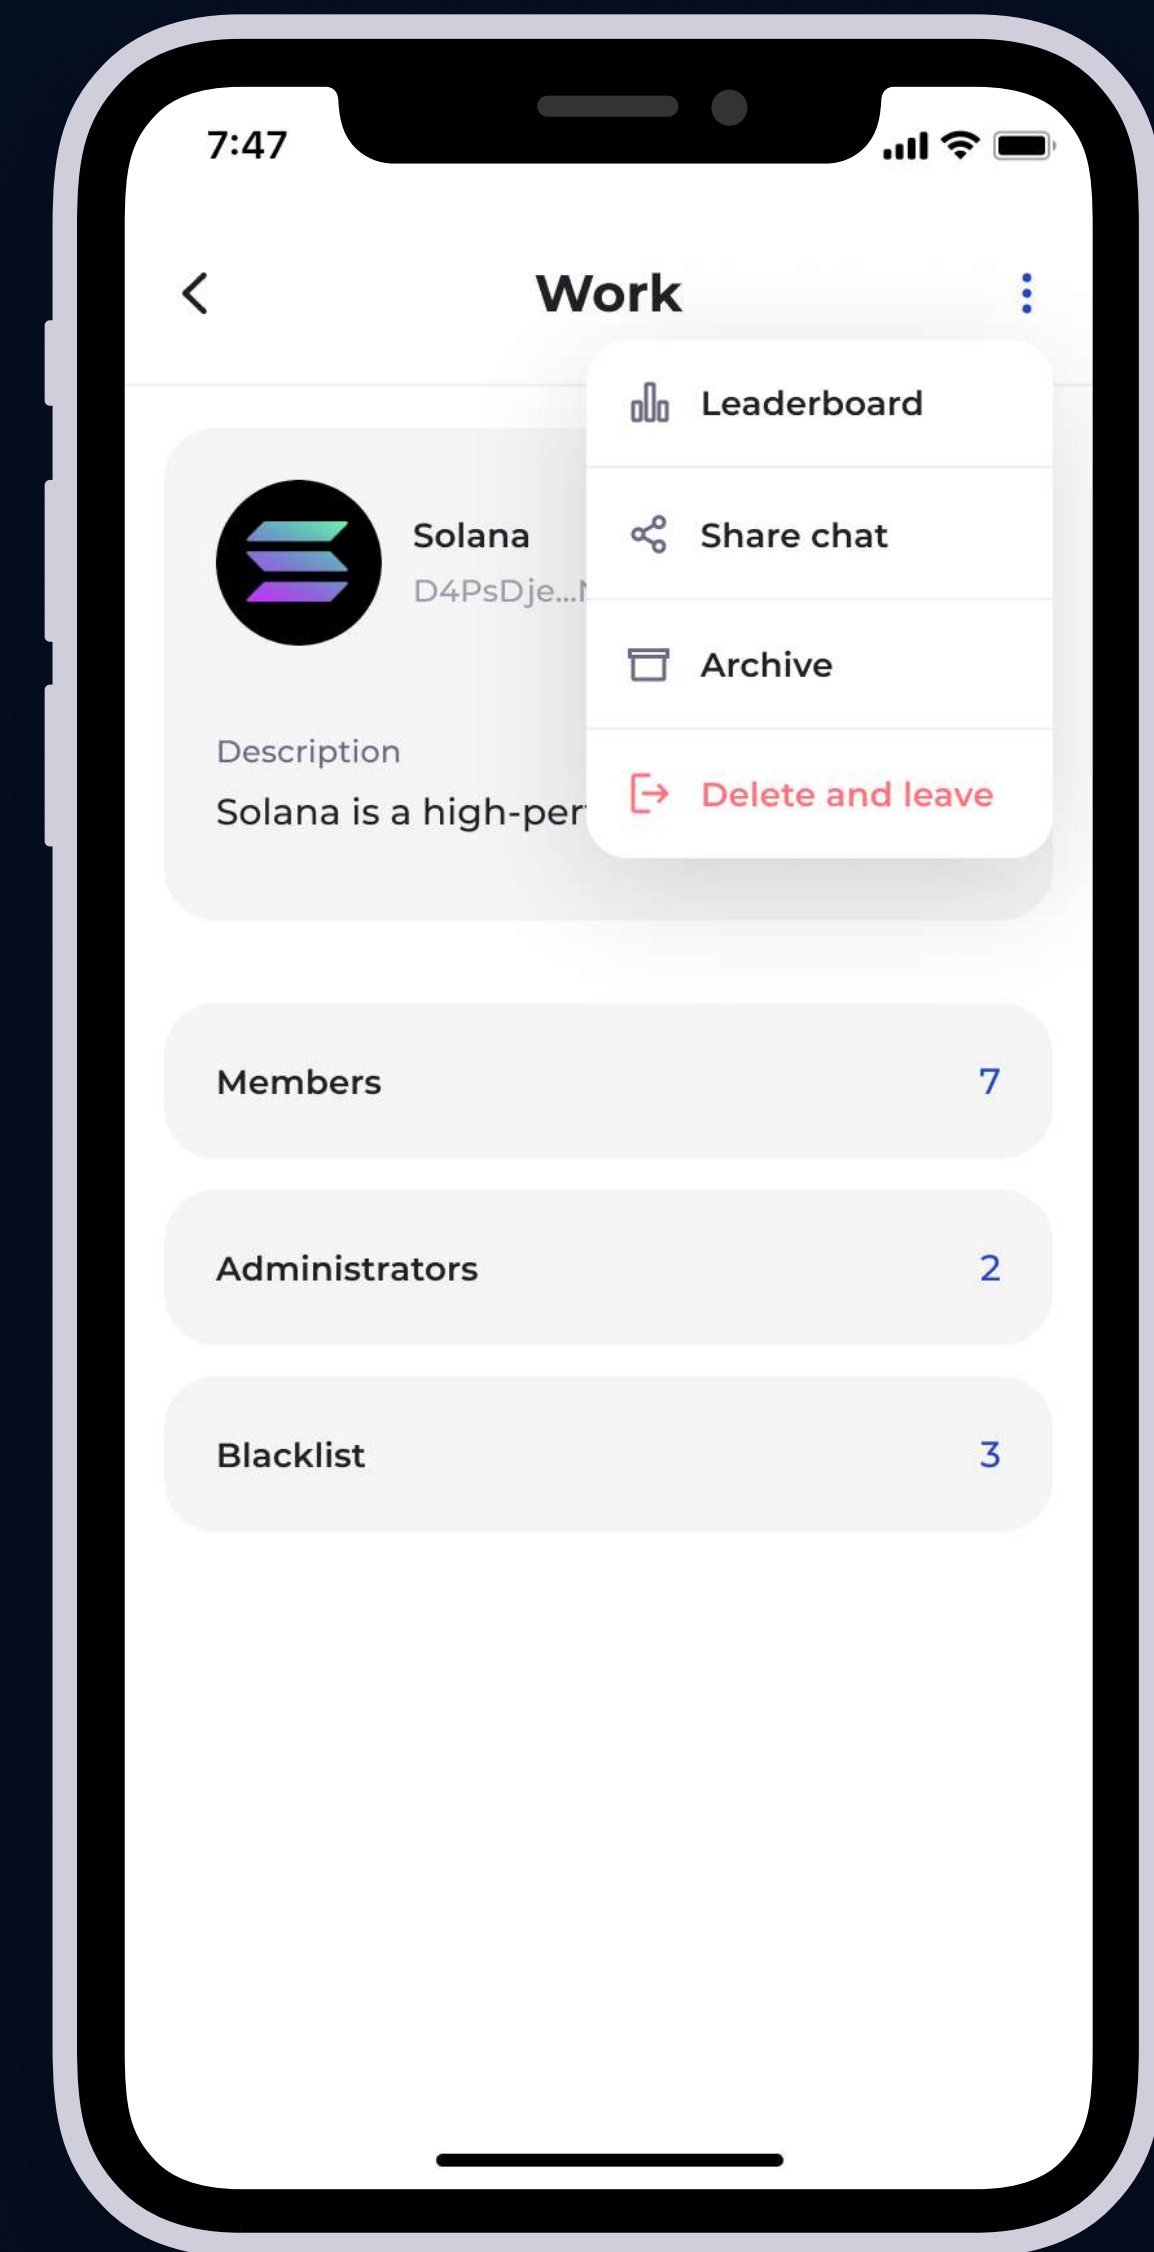 7:47
Work
Leaderboard
Solana
Share chat
D4PsDje...
Archive
Description
Solana is a high-per
Delete and leave
Members 7
Administrators 2
Blacklist 3